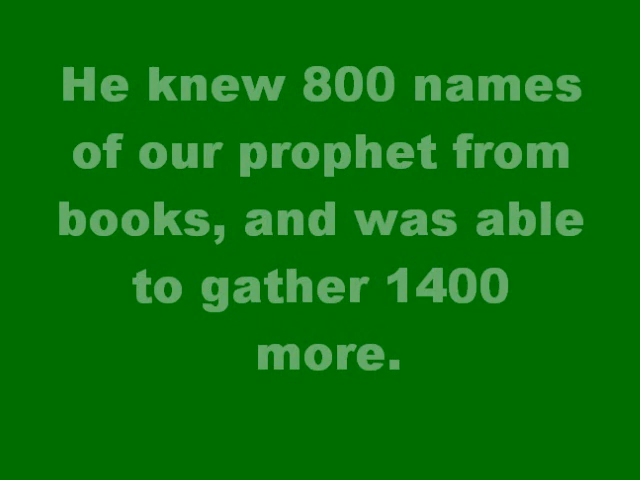 He knew 800 names
of our prophet from
books, and was able
to gather 1400
more.